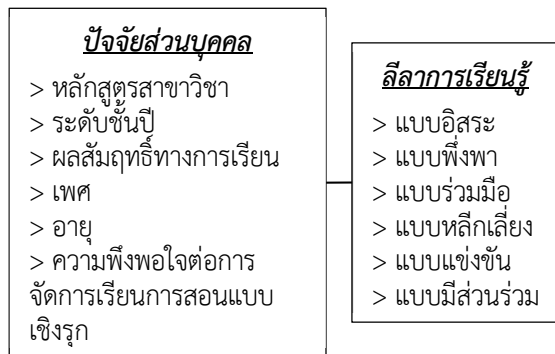 ปัจจัยส่วนบุคคล
> หลักสูตรสาขาวิชา
> ระดับชั้นปี
> ผลสัมฤทธิ์ทางการเรียน
> เพศ
> อายุ
> ความพึงพอใจต่อการ
จัดการเรียนการสอนแบบ
เชิงรุก
ลีลาการเรียนรู้
> แบบอิสระ
> แบบพึ่งพา
> แบบร่วมมือ
> แบบหลีกเลี่ยง
> แบบแข่งขัน
> แบบมีส่วนร่วม